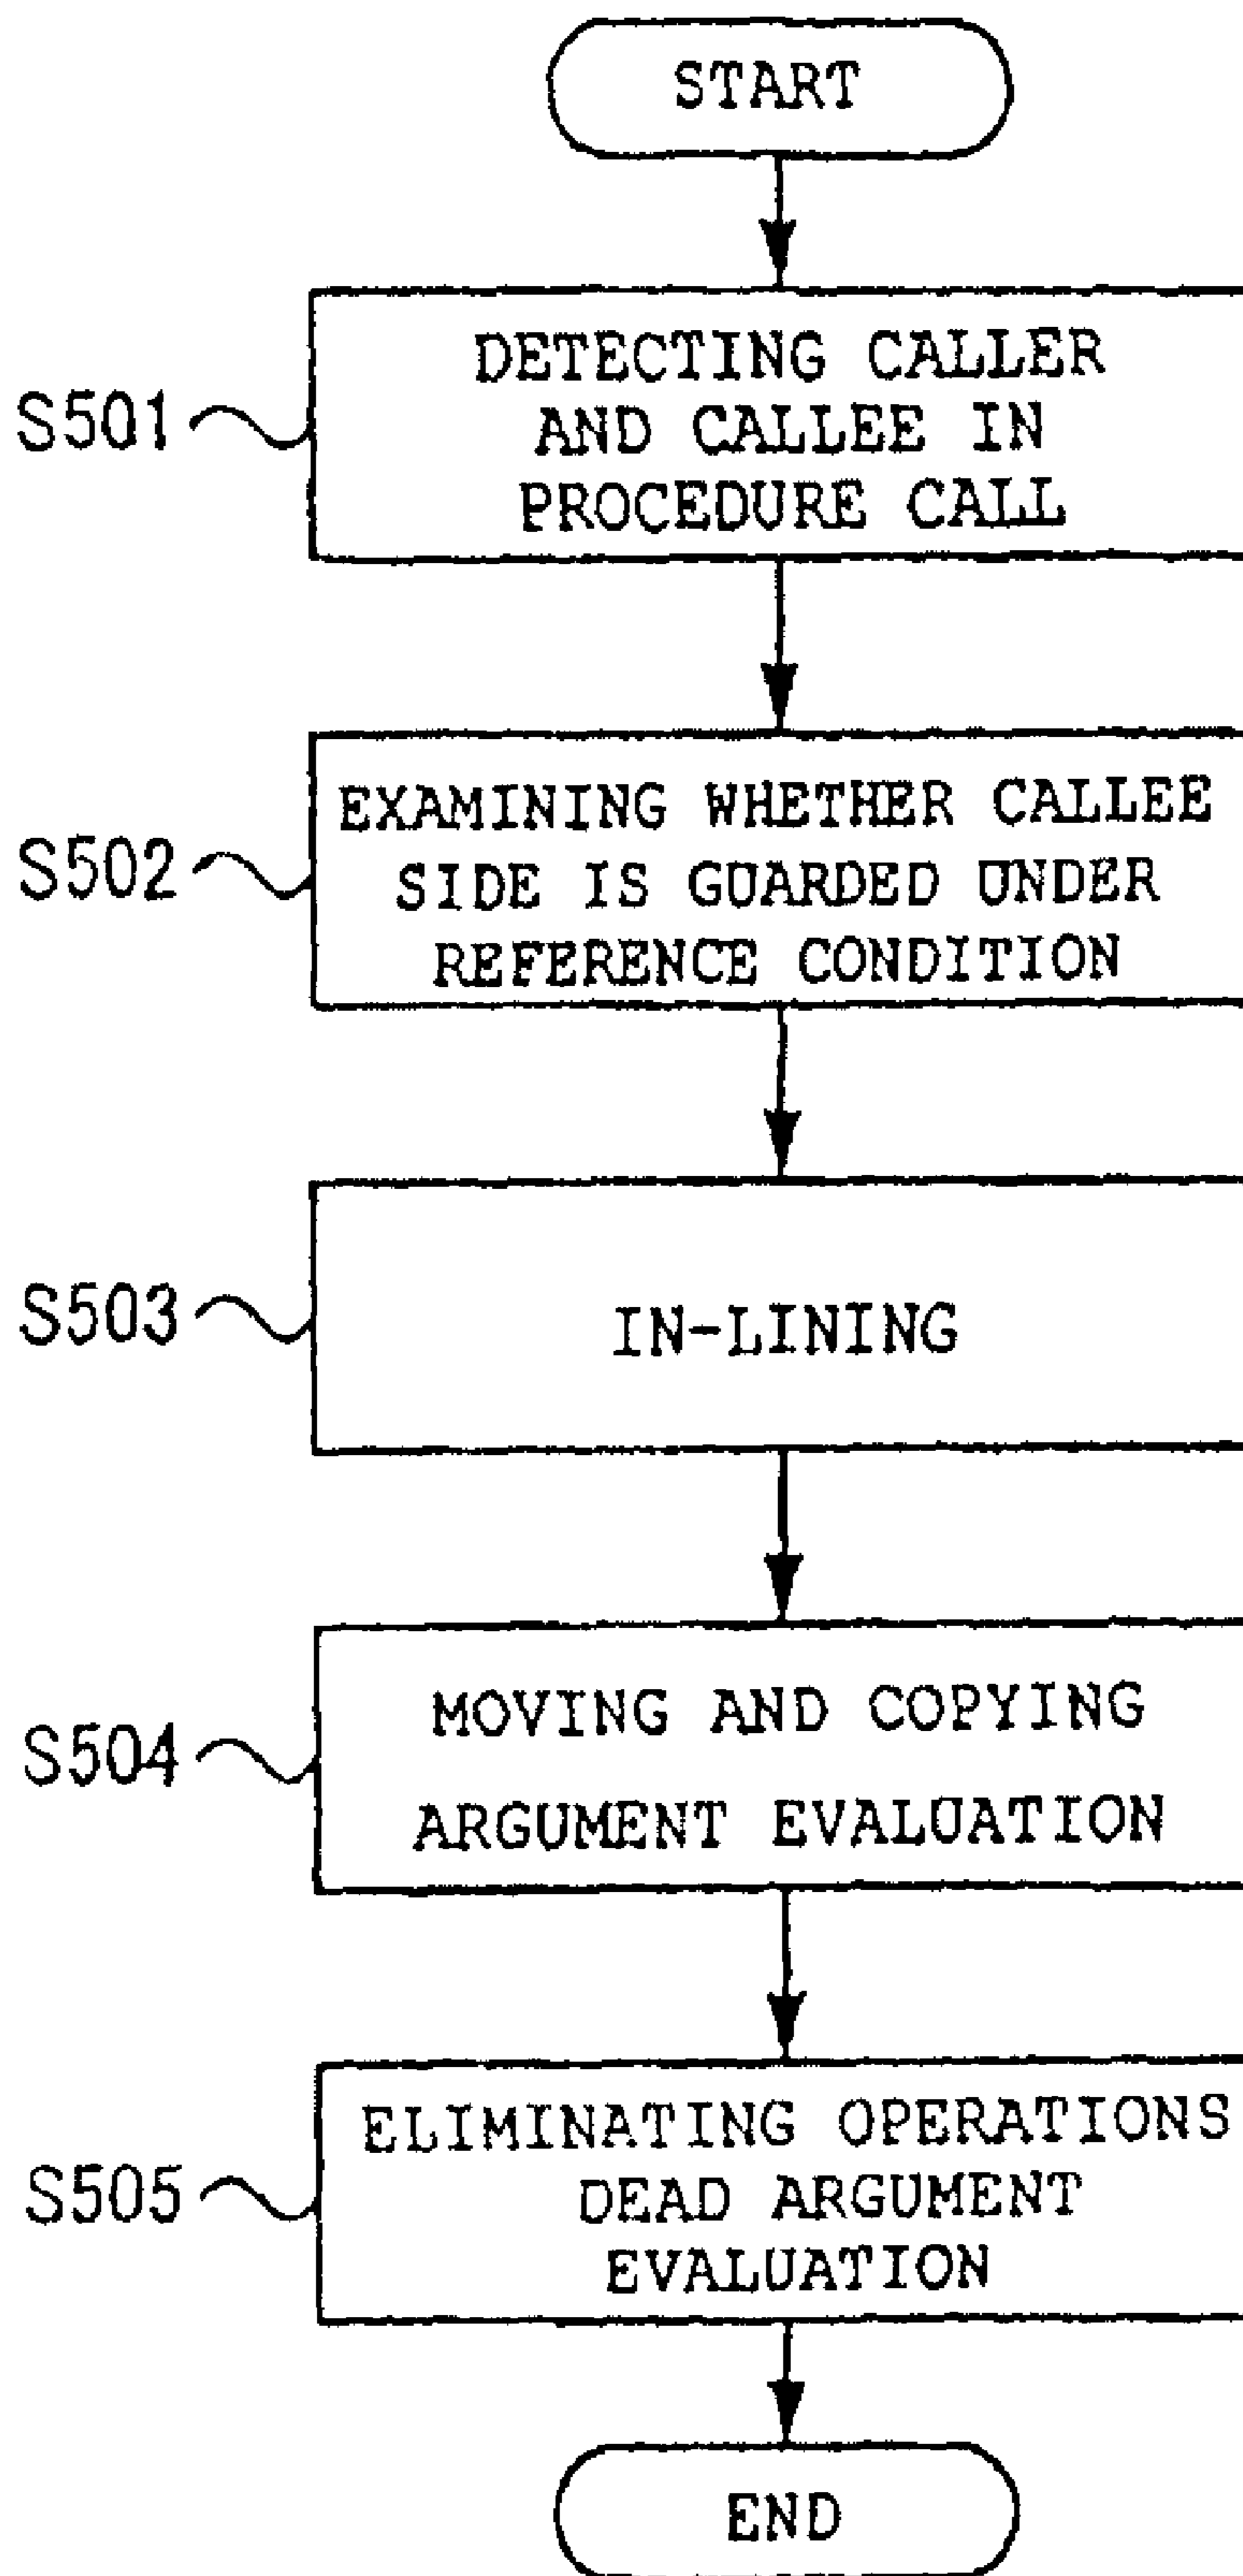 START
DETECTING CALLER
AND CALLEE IN
PROCEDURE CALL
S501
EXAMINING WHETHER CALLEE
SIDE IS GUARDED UNDER
REFERENCE CONDITION
S502
IN-LINING
S503
MOVING AND COPYING
ARGUMENT EVALUATION
S504
ELIMINATING OPERATIONS
DEAD ARGUMENT
EVALUATION
S505
END